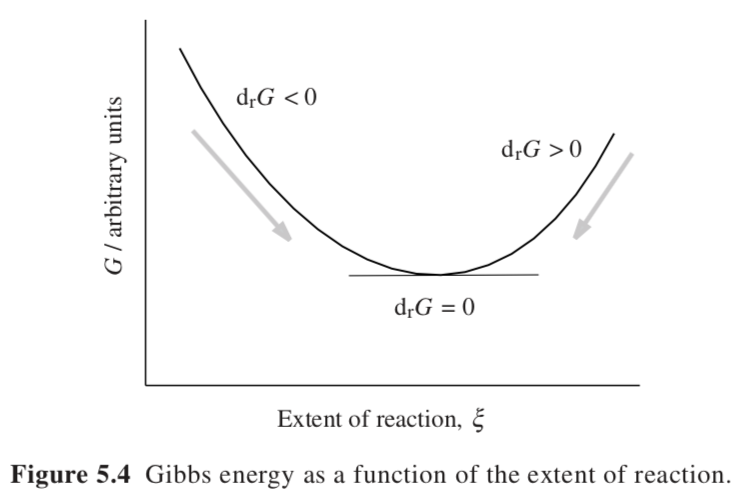 d_rG < 0
d_rG > 0
G / arbitrary units
d_rG = 0
Extent of reaction, ξ
Figure 5.4 Gibbs energy as a function of the extent of reaction.